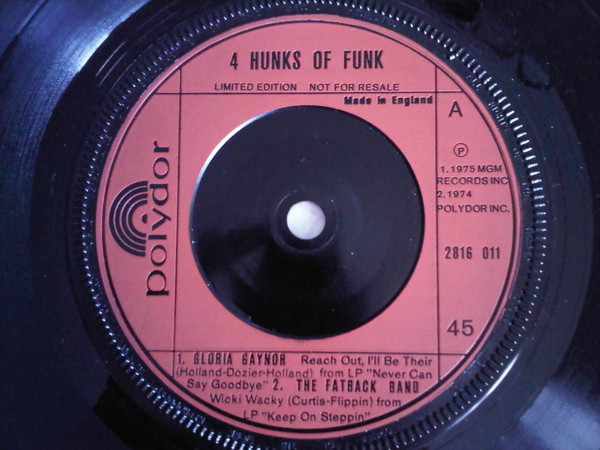 4 HUNKS OF FUNK
LIMITED EDITION NOT FOR RESALE
Made in England
A
polydor
Ⓟ
1.1975 MGM
RECORDS INC
2.1974
POLYDOR INC.
2816 011
45
1. GLORIA GAYNOR Reach Out, I'll Be Their
(Holland-Dozier-Holland) from LP "Never Can
Say Goodbye" 2. THE FATBACK BAND
Wicki Wacky (Curtis-Flippin) from
LP "Keep On Steppin"